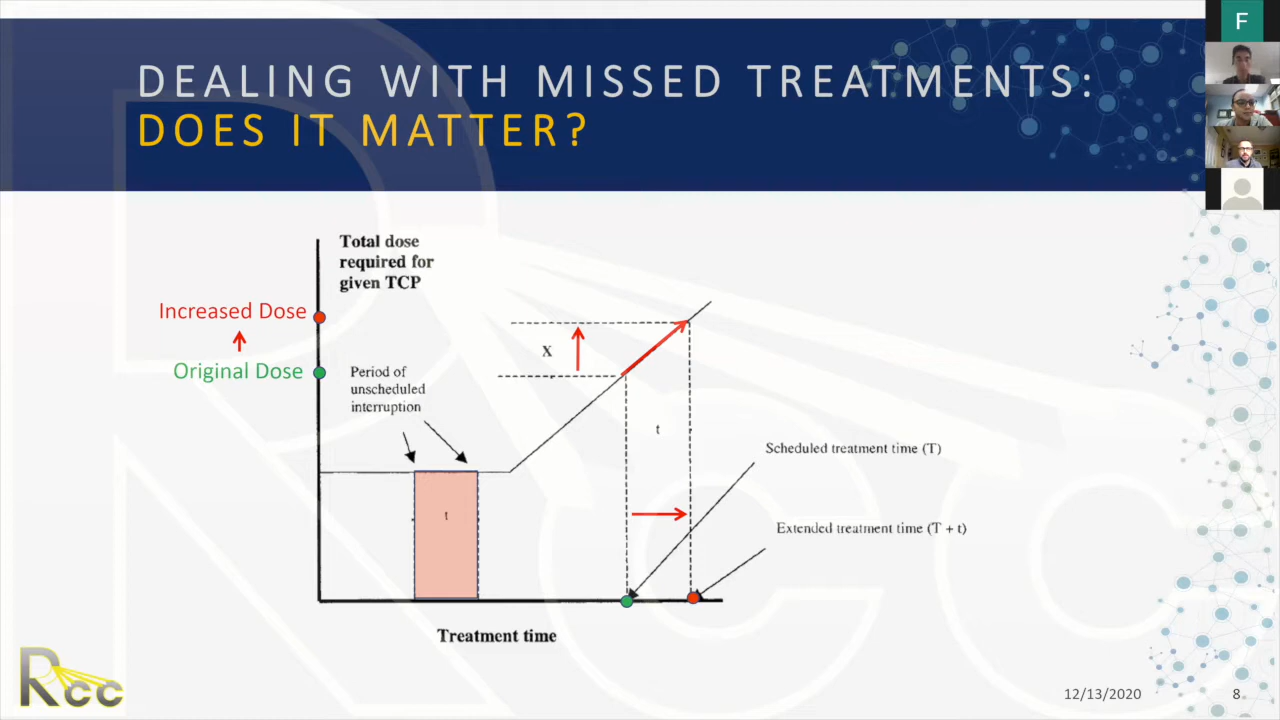 F
DEALING WITH MISSED TREATMENTS:
DOES IT MATTER?
Total dose
required for
given TCP
Increased Dose
Original Dose
X
Period of
unscheduled
interruption
t
Scheduled treatment time (T)
t
Extended treatment time (T + t)
Treatment time
Rcc
12/13/2020
8